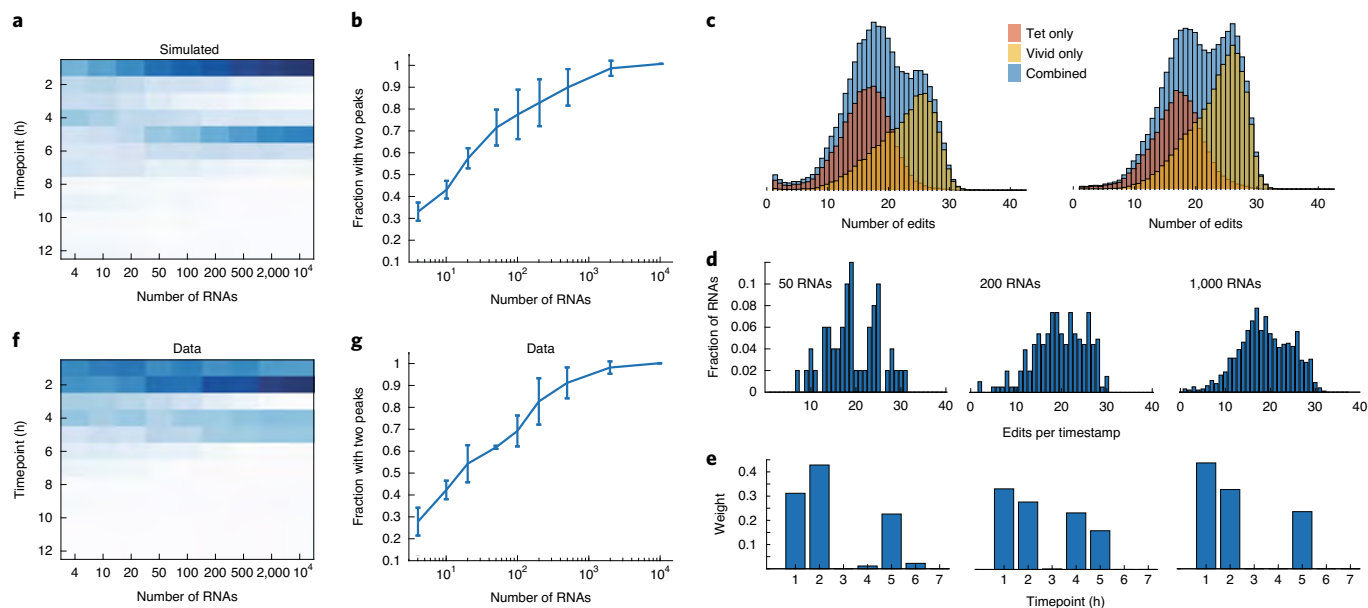 a
Simulated
Timepoint (h)
2
4
6
8
10
12
4 10 20 50 100 200 500 2,000 10⁴
Number of RNAs
b
Fraction with two peaks
1
0.9
0.8
0.7
0.6
0.5
0.4
0.3
0.2
0.1
10¹ 10² 10³ 10⁴
Number of RNAs
c
Tet only
Vivid only
Combined
0 10 20 30 40
Number of edits
0 10 20 30 40
Number of edits
d
Fraction of RNAs
0.1
0.08
0.06
0.04
0.02
0
50 RNAs
10 20 30 40
200 RNAs
0 10 20 30 40
1,000 RNAs
0 10 20 30 40
Edits per timestamp
e
Weight
0.4
0.3
0.2
0.1
1 2 3 4 5 6 7
1 2 3 4 5 6 7
1 2 3 4 5 6 7
Timepoint (h)
f
Data
Timepoint (h)
2
4
6
8
10
12
4 10 20 50 100 200 500 2,000 10⁴
Number of RNAs
g
Data
Fraction with two peaks
1
0.9
0.8
0.7
0.6
0.5
0.4
0.3
0.2
0.1
10¹ 10² 10³ 10⁴
Number of RNAs